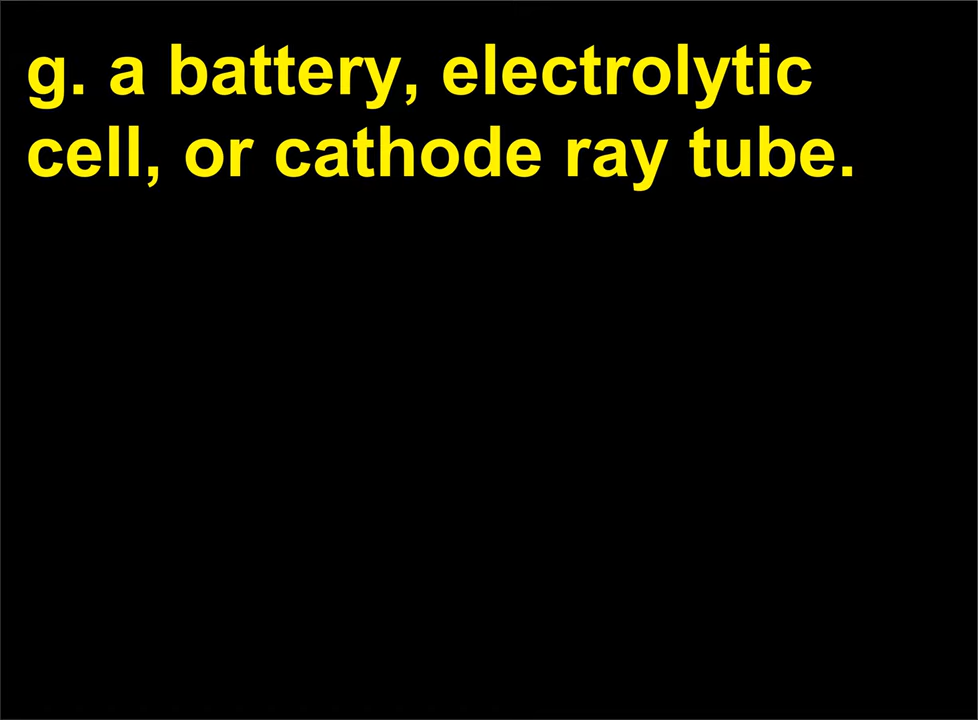 g. a battery, electrolytic
cell, or cathode ray tube.